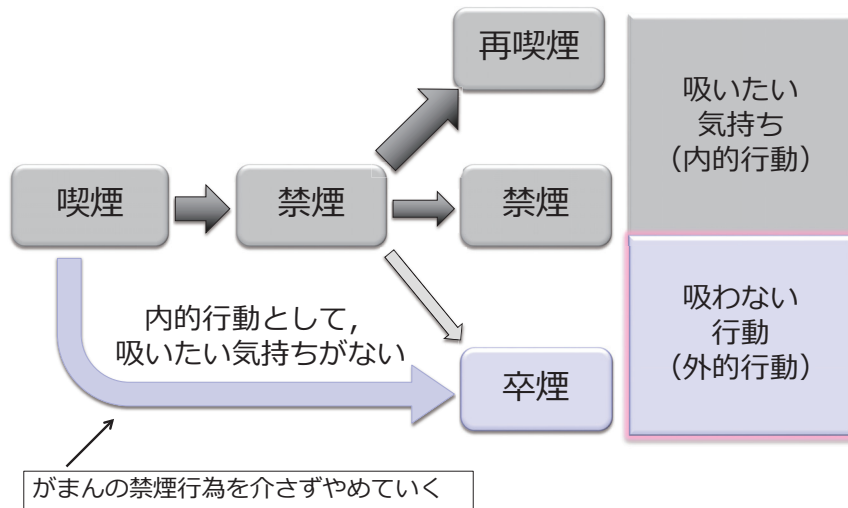 再喫煙
吸いたい
気持ち
（内的行動）
喫煙
禁煙
禁煙
内的行動として，
吸いたい気持ちがない
吸わない
行動
（外的行動）
卒煙
がまんの禁煙行為を介さずやめていく